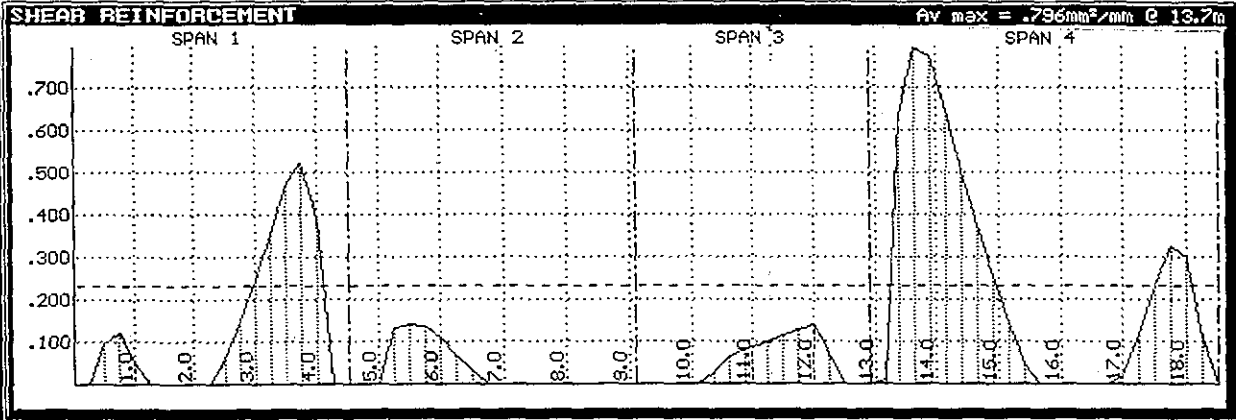 SHEAR REINFORCEMENT Av max = .796mm²/mm @ 13.7m
SPAN 1 SPAN 2 SPAN 3 SPAN 4
.700
.600
.500
.400
.300
.200
.100
1.0 2.0 3.0 4.0 5.0 6.0 7.0 8.0 9.0 10.0 11.0 12.0 13.0 14.0 15.0 16.0 17.0 18.0